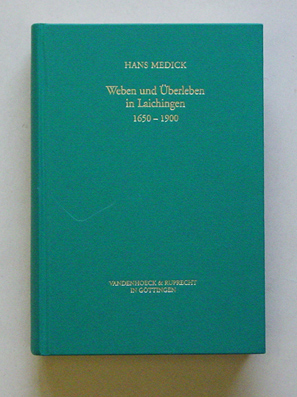 HANS MEDICK
Weben und Überleben
in Laichingen
1650 – 1900
VANDENHOECK & RUPRECHT
IN GÖTTINGEN